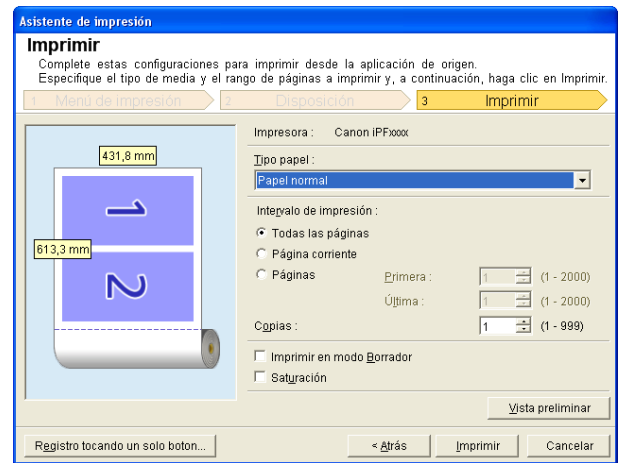 Asistente de impresión
Imprimir
Complete estas configuraciones para imprimir desde la aplicación de origen.
Especifique el tipo de media y el rango de páginas a imprimir y, a continuación, haga clic en Imprimir.
1 Menú de impresión 2 Disposición 3 Imprimir
Impresora : Canon iPFxxxx
431,8 mm
Tipo papel :
Papel normal
1
Intervalo de impresión :
Todas las páginas
613,3 mm
Página corriente
Páginas Primera : 1 (1 - 2000)
2
Última : 1 (1 - 2000)
Copias : 1 (1 - 999)
Imprimir en modo Borrador
Saturación
Vista preliminar
Registro tocando un solo boton... < Atrás Imprimir Cancelar